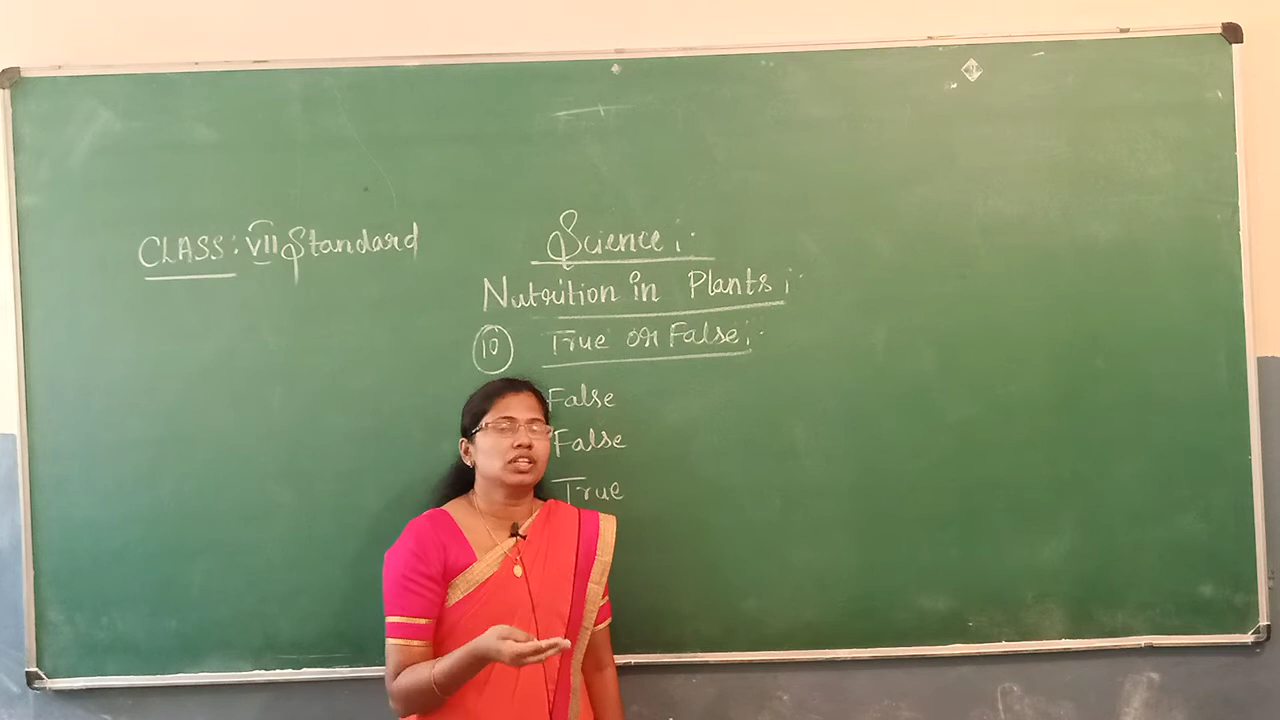 CLASS: VII Standard
Science:
Nutrition in Plants:
10 True or False:
False
False
True